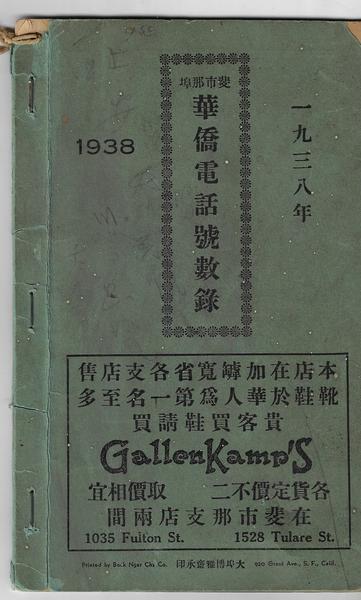 一九三八年
斐市那埠
華僑電話號數錄
1938
本店在加罅寬省各支店售
靴鞋於華人爲第一名至多
貴客買鞋請買
GallenKamp'S
各貨定價不二 取價相宜
在斐市那支店兩間
1035 Fulton St. 1528 Tulare St.
Printed by Bock Ngar Co. 大埠博雅齋承印 920 Grant Ave., S. F., Calif.